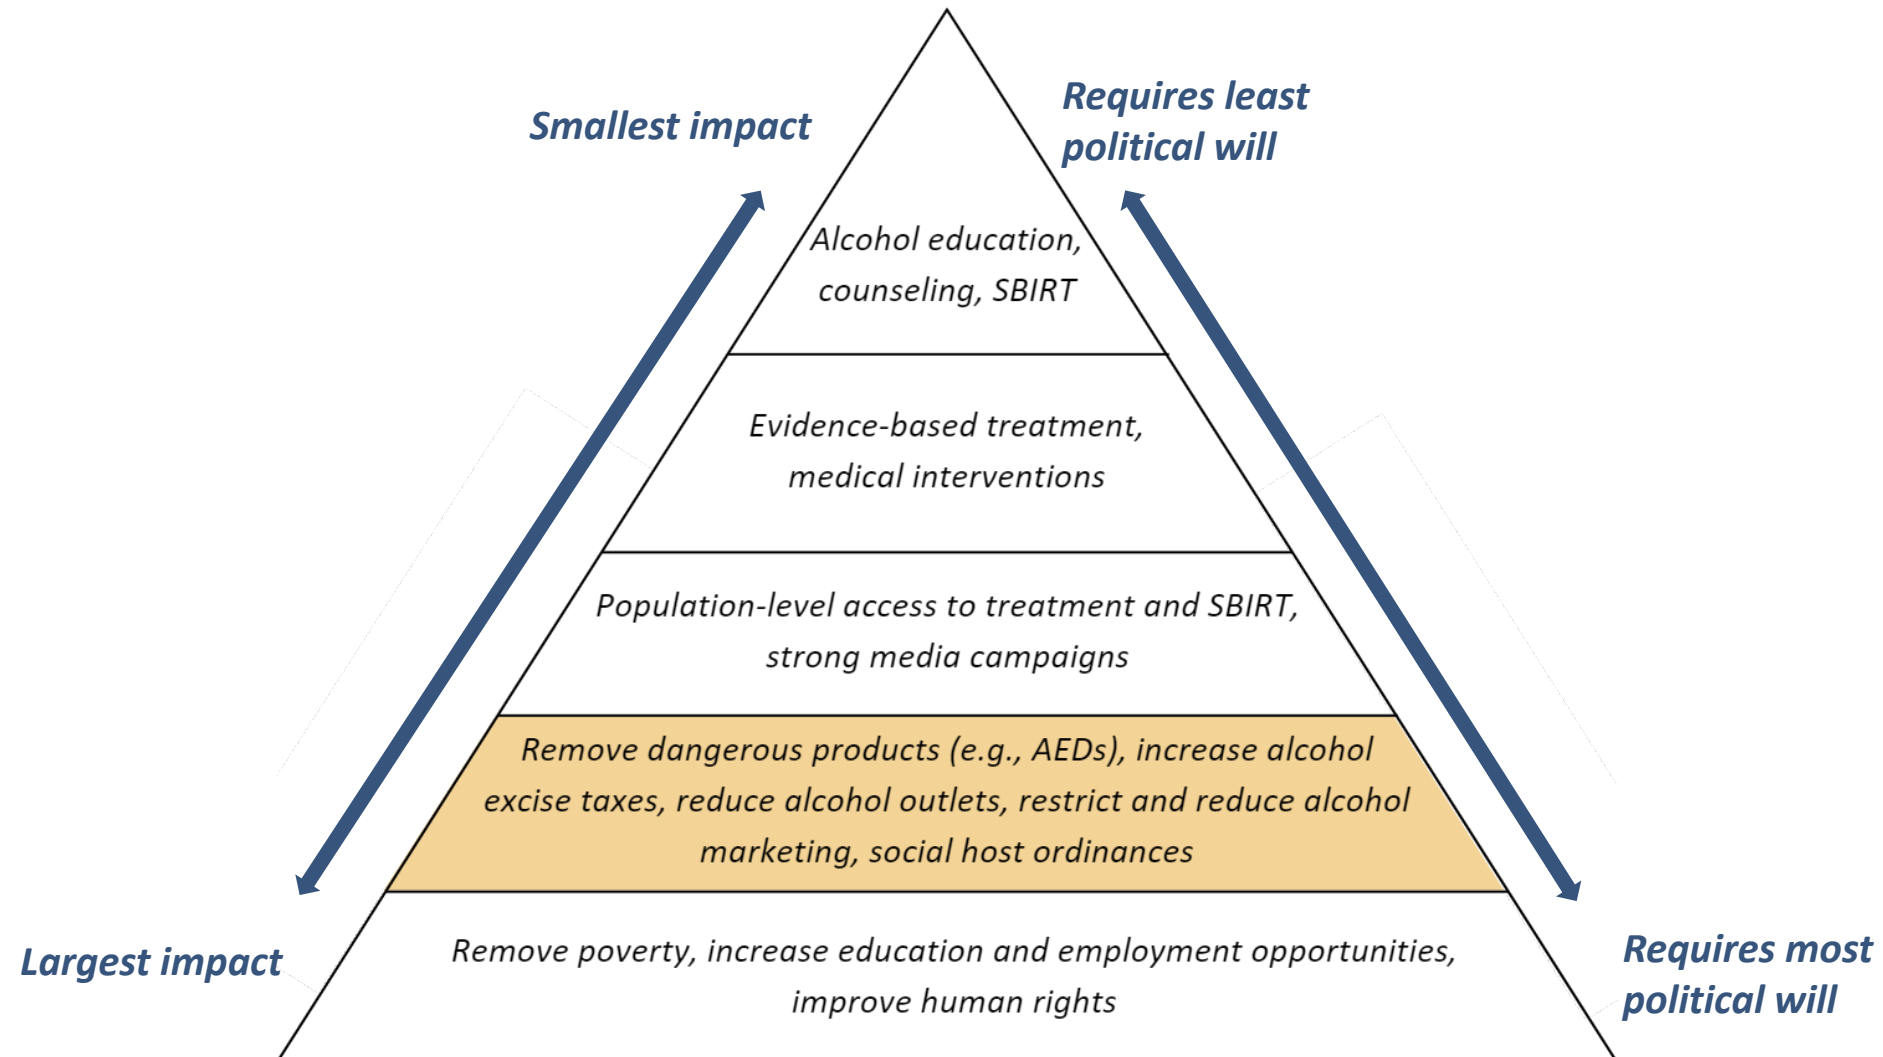 Smallest impact
Requires least
political will
Alcohol education,
counseling, SBIRT
Evidence-based treatment,
medical interventions
Population-level access to treatment and SBIRT,
strong media campaigns
Remove dangerous products (e.g., AEDs), increase alcohol
excise taxes, reduce alcohol outlets, restrict and reduce alcohol
marketing, social host ordinances
Largest impact
Remove poverty, increase education and employment opportunities,
improve human rights
Requires most
political will